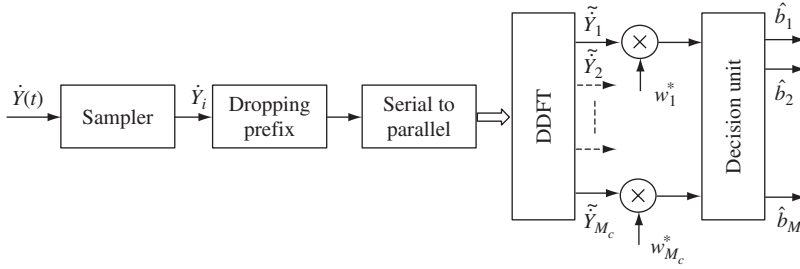 Ẏ(t)
Sampler
Ẏ_i
Dropping
prefix
Serial to
parallel
DDFT
Ỹ̇_1
Ỹ̇_2
Ỹ̇_{M_c}
×
w_1^*
×
w_{M_c}^*
Decision unit
b̂_1
b̂_2
b̂_M